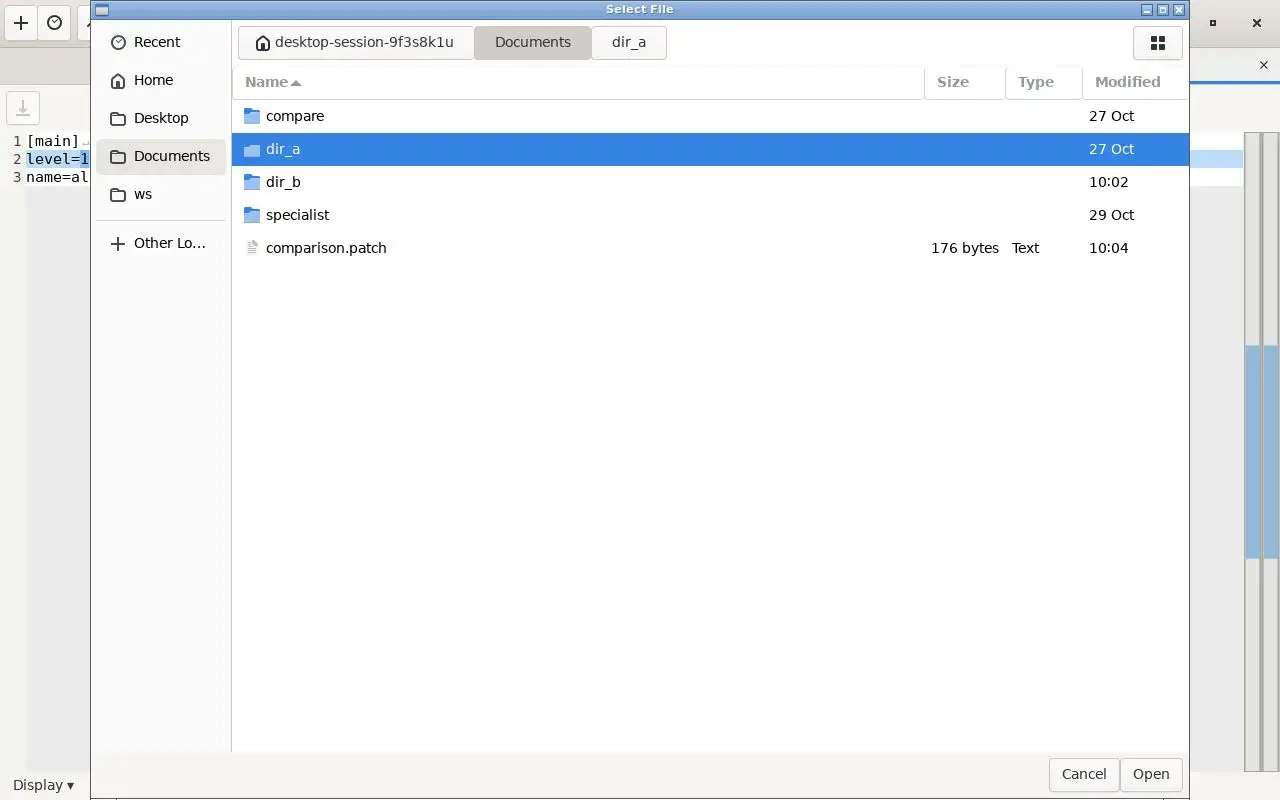 Select File
Recent
Home
Desktop
Documents
ws
Other Lo...
desktop-session-9f3s8k1u Documents dir_a
Name Size Type Modified
compare 27 Oct
dir_a 27 Oct
dir_b 10:02
specialist 29 Oct
comparison.patch 176 bytes Text 10:04
1 [main]
2 level=1
3 name=al
Display ▾
Cancel Open